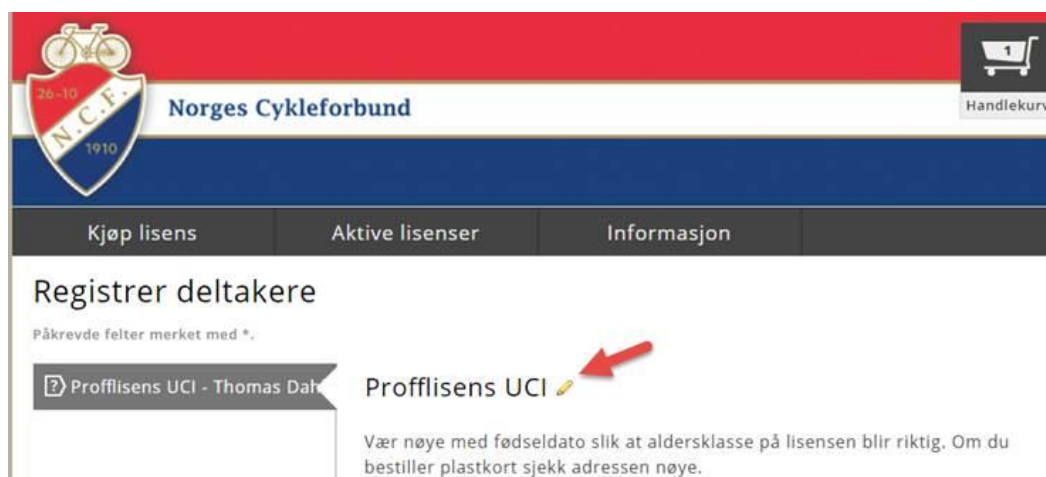 26-10
N.C.F.
1910
Norges Cykleforbund
1
Handlekurv
Kjøp lisens
Aktive lisenser
Informasjon
Registrer deltakere
Påkrevde felter merket med *.
Profflisens UCI - Thomas Dah
Profflisens UCI
Vær nøye med fødseldato slik at aldersklasse på lisensen blir riktig. Om du
bestiller plastkort sjekk adressen nøye.